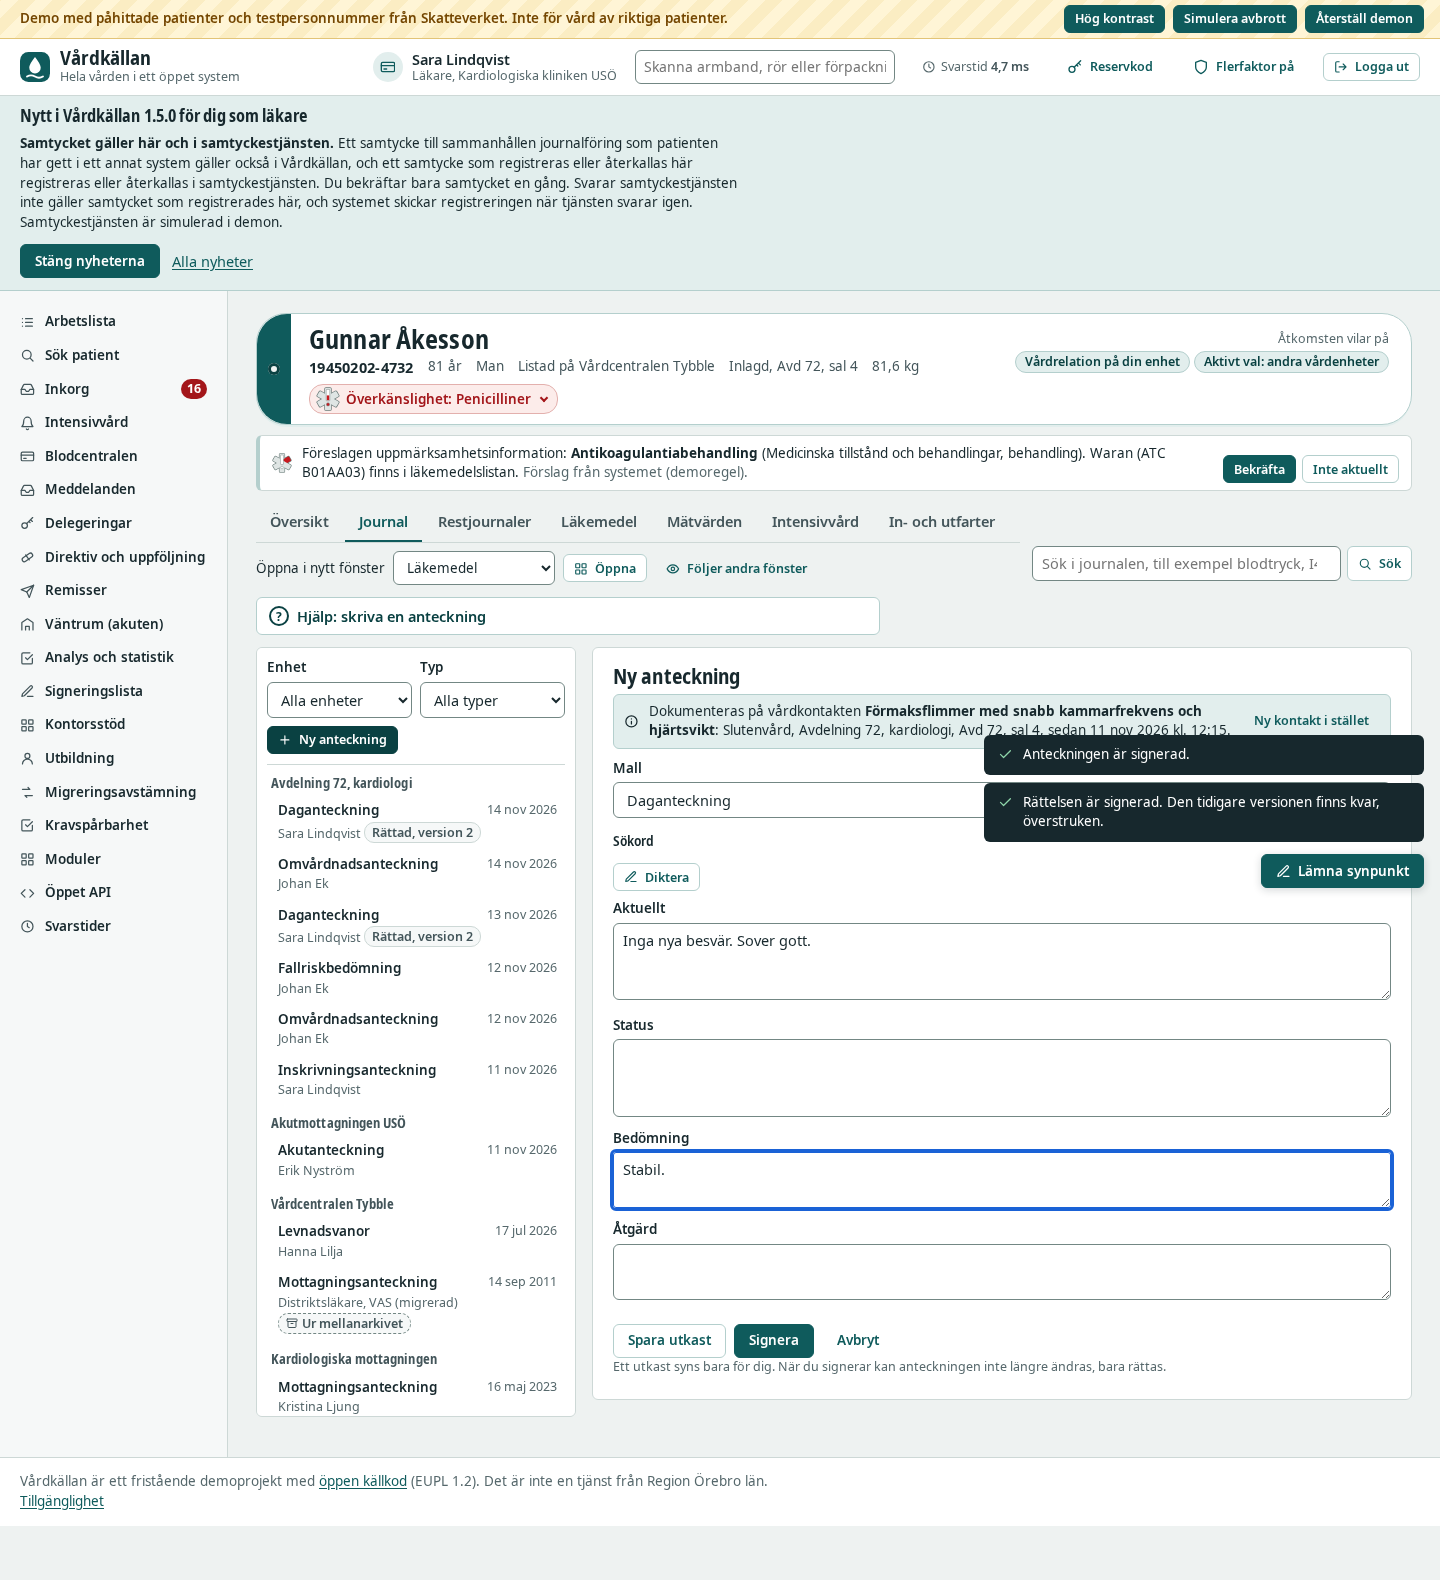 Demo med påhittade patienter och testpersonnummer från Skatteverket. Inte för vård av riktiga patienter.
Hög kontrast
Simulera avbrott
Återställ demon
Vårdkällan
Hela vården i ett öppet system
Sara Lindqvist
Läkare, Kardiologiska kliniken USÖ
Skanna armband, rör eller förpackni
Svarstid 4,7 ms
Reservkod
Flerfaktor på
Logga ut
Nytt i Vårdkällan 1.5.0 för dig som läkare
Samtycket gäller här och i samtyckestjänsten. Ett samtycke till sammanhållen journalföring som patienten
har gett i ett annat system gäller också i Vårdkällan, och ett samtycke som registreras eller återkallas här
registreras eller återkallas i samtyckestjänsten. Du bekräftar bara samtycket en gång. Svarar samtyckestjänsten
inte gäller samtycket som registrerades här, och systemet skickar registreringen när tjänsten svarar igen.
Samtyckestjänsten är simulerad i demon.
Stäng nyheterna
Alla nyheter
Arbetslista
Sök patient
Inkorg
16
Intensivvård
Blodcentralen
Meddelanden
Delegeringar
Direktiv och uppföljning
Remisser
Väntrum (akuten)
Analys och statistik
Signeringslista
Kontorsstöd
Utbildning
Migreringsavstämning
Kravspårbarhet
Moduler
Öppet API
Svarstider
Gunnar Åkesson
19450202-4732 81 år Man Listad på Vårdcentralen Tybble Inlagd, Avd 72, sal 4 81,6 kg
Överkänslighet: Penicilliner
Åtkomsten vilar på
Vårdrelation på din enhet
Aktivt val: andra vårdenheter
Föreslagen uppmärksamhetsinformation: Antikoagulantiabehandling (Medicinska tillstånd och behandlingar, behandling). Waran (ATC
B01AA03) finns i läkemedelslistan. Förslag från systemet (demoregel).
Bekräfta
Inte aktuellt
Översikt
Journal
Restjournaler
Läkemedel
Mätvärden
Intensivvård
In- och utfarter
Öppna i nytt fönster
Läkemedel
Öppna
Följer andra fönster
Sök i journalen, till exempel blodtryck, I4
Sök
Hjälp: skriva en anteckning
Enhet
Typ
Alla enheter
Alla typer
Ny anteckning
Avdelning 72, kardiologi
Daganteckning 14 nov 2026
Sara Lindqvist Rättad, version 2
Omvårdnadsanteckning 14 nov 2026
Johan Ek
Daganteckning 13 nov 2026
Sara Lindqvist Rättad, version 2
Fallriskbedömning 12 nov 2026
Johan Ek
Omvårdnadsanteckning 12 nov 2026
Johan Ek
Inskrivningsanteckning 11 nov 2026
Sara Lindqvist
Akutmottagningen USÖ
Akutanteckning 11 nov 2026
Erik Nyström
Vårdcentralen Tybble
Levnadsvanor 17 jul 2026
Hanna Lilja
Mottagningsanteckning 14 sep 2011
Distriktsläkare, VAS (migrerad)
Ur mellanarkivet
Kardiologiska mottagningen
Mottagningsanteckning 16 maj 2023
Kristina Ljung
Ny anteckning
Dokumenteras på vårdkontakten Förmaksflimmer med snabb kammarfrekvens och
hjärtsvikt: Slutenvård, Avdelning 72, kardiologi, Avd 72, sal 4, sedan 11 nov 2026 kl. 12:15.
Ny kontakt i stället
Anteckningen är signerad.
Rättelsen är signerad. Den tidigare versionen finns kvar,
överstruken.
Lämna synpunkt
Mall
Daganteckning
Sökord
Diktera
Aktuellt
Inga nya besvär. Sover gott.
Status
Bedömning
Stabil.
Åtgärd
Spara utkast
Signera
Avbryt
Ett utkast syns bara för dig. När du signerar kan anteckningen inte längre ändras, bara rättas.
Vårdkällan är ett fristående demoprojekt med öppen källkod (EUPL 1.2). Det är inte en tjänst från Region Örebro län.
Tillgänglighet